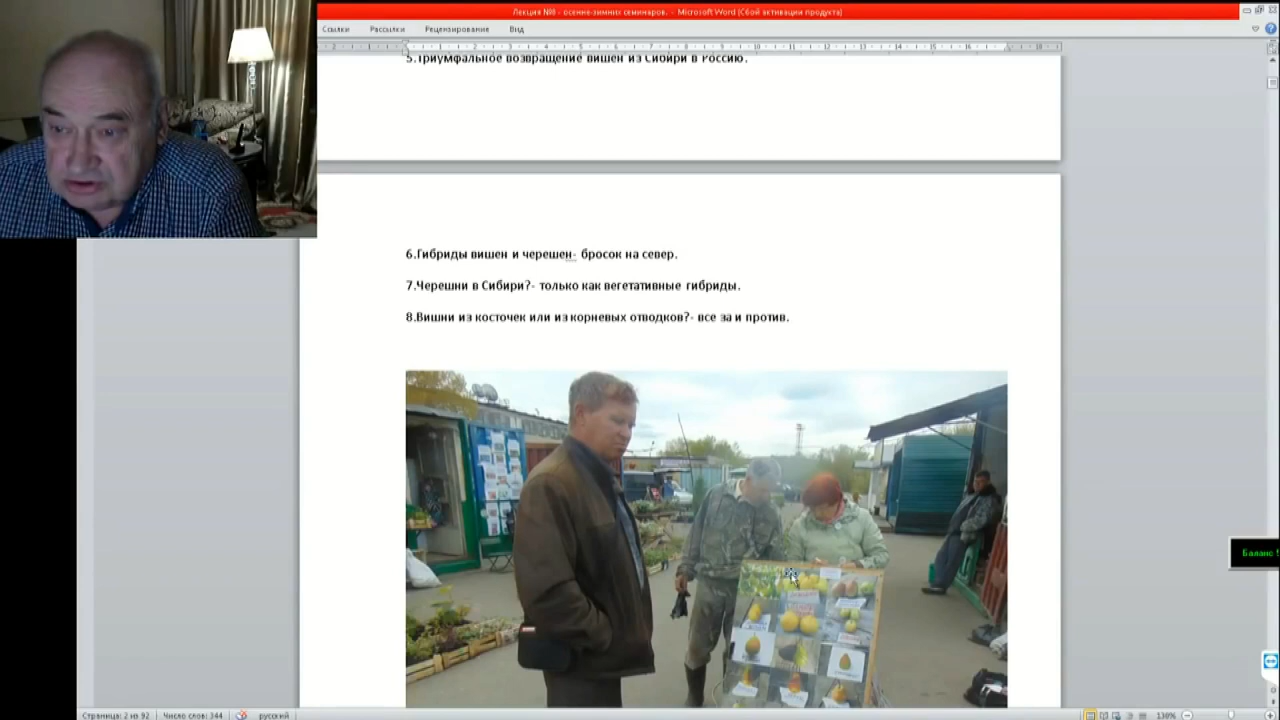 Лекция №8 - осенне-зимних семинаров. - Microsoft Word (Сбой активации продукта)
Ссылки Рассылки Рецензирование Вид
5.Триумфальное возвращение вишен из Сибири в Россию.
6.Гибриды вишен и черешен- бросок на север.
7.Черешни в Сибири?- только как вегетативные гибриды.
8.Вишни из косточек или из корневых отводков?- все за и против.
Баланс
Страница: 2 из 92 Число слов: 344 русский 130%